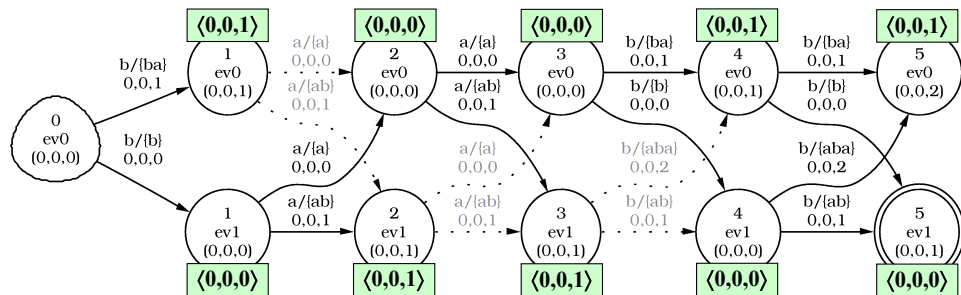 ⟨0,0,1⟩
⟨0,0,0⟩
⟨0,0,0⟩
⟨0,0,1⟩
⟨0,0,1⟩
0
ev0
(0,0,0)
b/{ba}
0,0,1
b/{b}
0,0,0
1
ev0
(0,0,1)
a/{a}
0,0,0
a/{ab}
0,0,1
2
ev0
(0,0,0)
a/{a}
0,0,0
a/{ab}
0,0,1
3
ev0
(0,0,0)
b/{ba}
0,0,1
b/{b}
0,0,0
4
ev0
(0,0,1)
b/{ba}
0,0,1
b/{b}
0,0,0
5
ev0
(0,0,2)
1
ev1
(0,0,0)
a/{a}
0,0,0
a/{ab}
0,0,1
2
ev1
(0,0,1)
a/{a}
0,0,0
a/{ab}
0,0,1
3
ev1
(0,0,1)
b/{aba}
0,0,2
b/{ab}
0,0,1
4
ev1
(0,0,0)
b/{aba}
0,0,2
b/{ab}
0,0,1
5
ev1
(0,0,1)
⟨0,0,0⟩
⟨0,0,1⟩
⟨0,0,1⟩
⟨0,0,0⟩
⟨0,0,0⟩